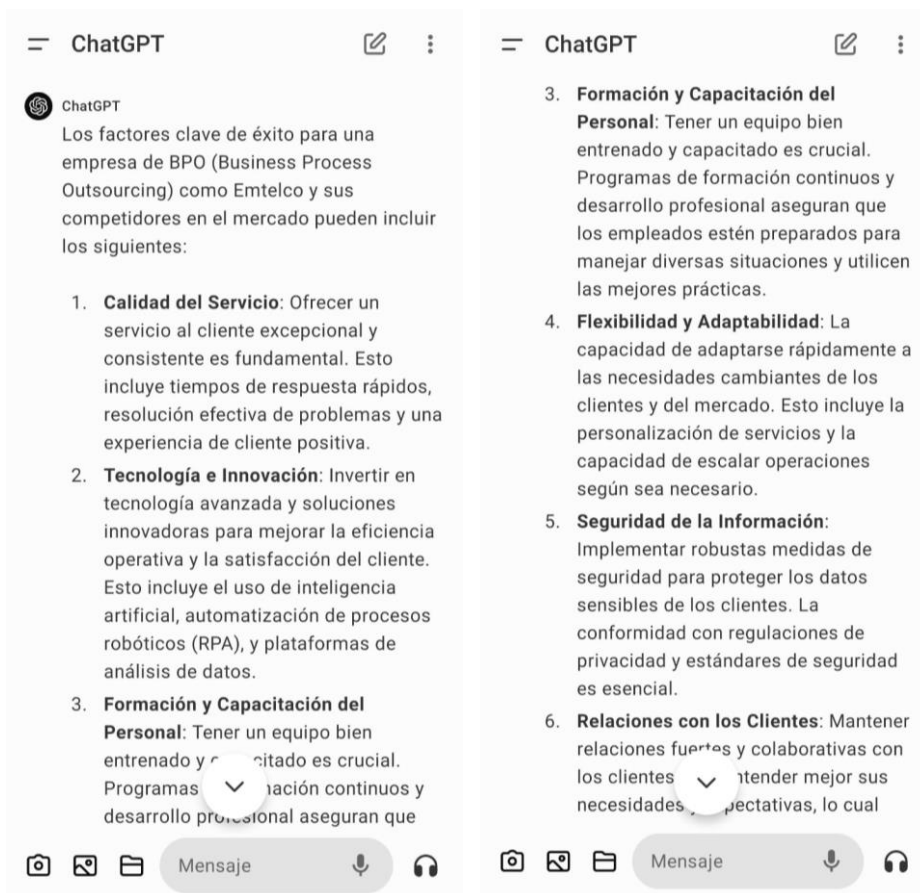 ChatGPT
ChatGPT
Los factores clave de éxito para una
empresa de BPO (Business Process
Outsourcing) como Emtelco y sus
competidores en el mercado pueden incluir
los siguientes:
1. Calidad del Servicio: Ofrecer un
servicio al cliente excepcional y
consistente es fundamental. Esto
incluye tiempos de respuesta rápidos,
resolución efectiva de problemas y una
experiencia de cliente positiva.
2. Tecnología e Innovación: Invertir en
tecnología avanzada y soluciones
innovadoras para mejorar la eficiencia
operativa y la satisfacción del cliente.
Esto incluye el uso de inteligencia
artificial, automatización de procesos
robóticos (RPA), y plataformas de
análisis de datos.
3. Formación y Capacitación del
Personal: Tener un equipo bien
entrenado y es crucial.
Programas continuos y
desarrollo profesional aseguran que
Mensaje
ChatGPT
3. Formación y Capacitación del
Personal: Tener un equipo bien
entrenado y capacitado es crucial.
Programas de formación continuos y
desarrollo profesional aseguran que
los empleados estén preparados para
manejar diversas situaciones y utilicen
las mejores prácticas.
4. Flexibilidad y Adaptabilidad: La
capacidad de adaptarse rápidamente a
las necesidades cambiantes de los
clientes y del mercado. Esto incluye la
personalización de servicios y la
capacidad de escalar operaciones
según sea necesario.
5. Seguridad de la Información:
Implementar robustas medidas de
seguridad para proteger los datos
sensibles de los clientes. La
conformidad con regulaciones de
privacidad y estándares de seguridad
es esencial.
6. Relaciones con los Clientes: Mantener
relaciones fuertes y colaborativas con
los clientes mejor sus
necesidades lo cual
Mensaje